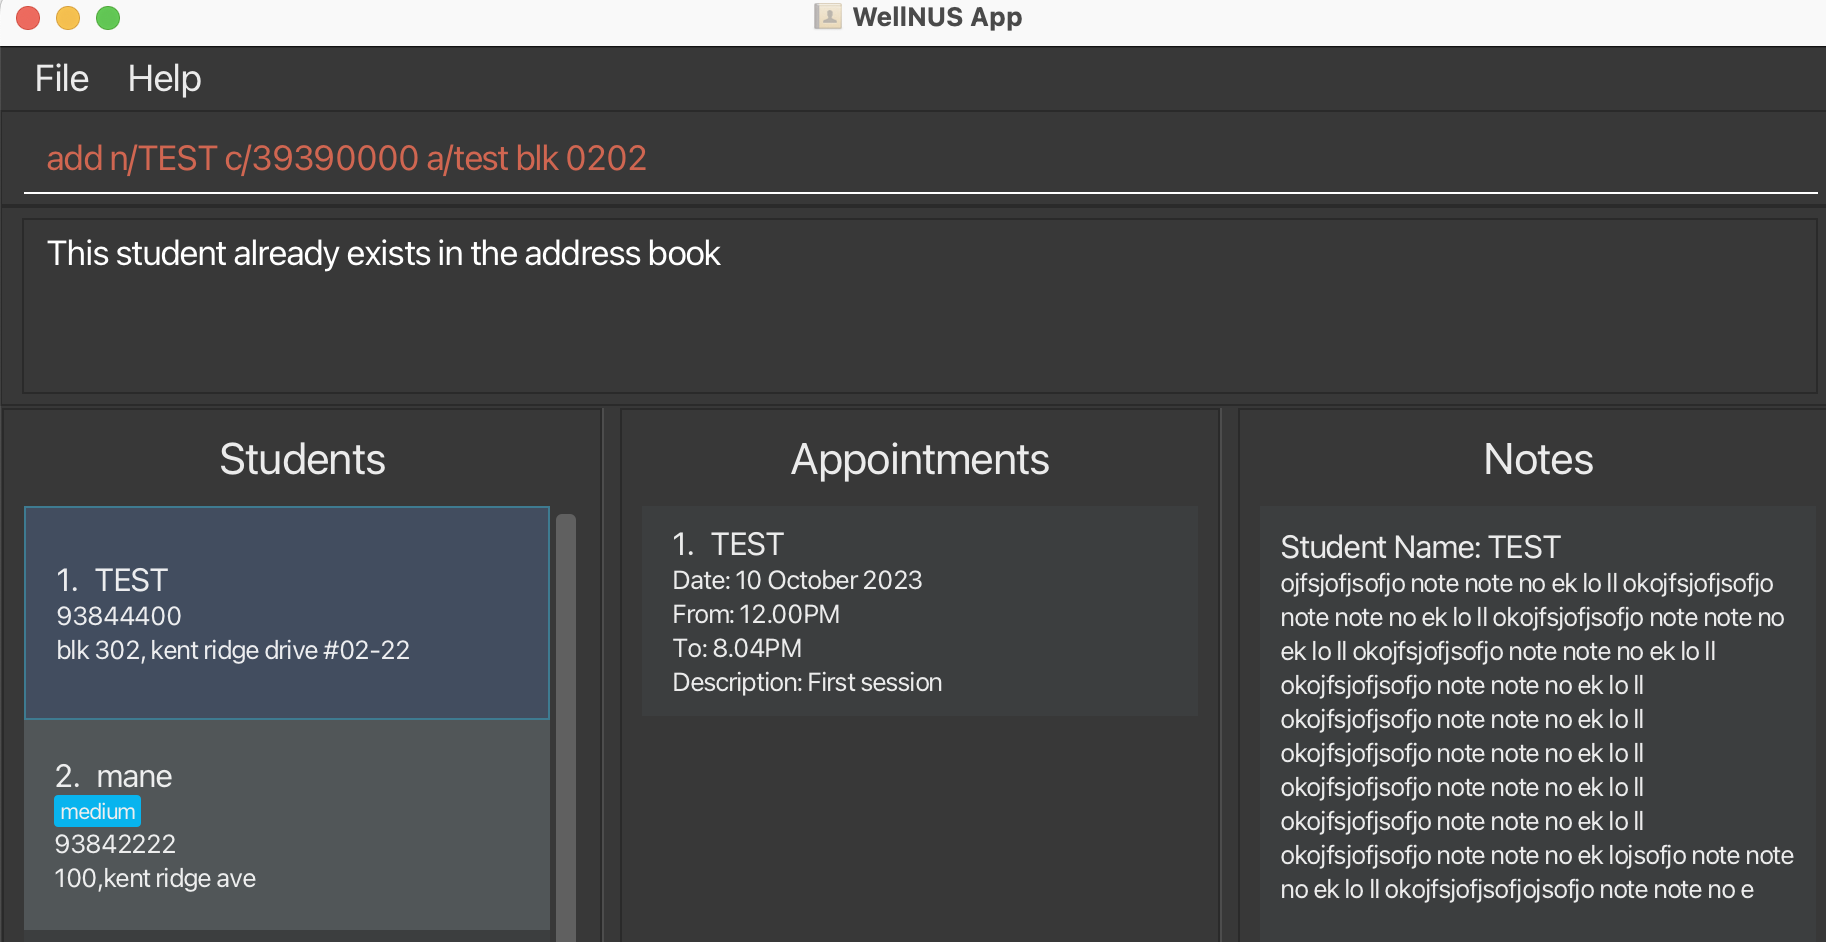 WellNUS App
File Help
add n/TEST c/39390000 a/test blk 0202
This student already exists in the address book
Students
1. TEST
93844400
blk 302, kent ridge drive #02-22
2. mane
medium
93842222
100,kent ridge ave
Appointments
1. TEST
Date: 10 October 2023
From: 12.00PM
To: 8.04PM
Description: First session
Notes
Student Name: TEST
ojfsjofjsofjo note note no ek lo ll okojfsjofjsofjo
note note no ek lo ll okojfsjofjsofjo note note no
ek lo ll okojfsjofjsofjo note note no ek lo ll
okojfsjofjsofjo note note no ek lo ll
okojfsjofjsofjo note note no ek lo ll
okojfsjofjsofjo note note no ek lo ll
okojfsjofjsofjo note note no ek lo ll
okojfsjofjsofjo note note no ek lo ll
okojfsjofjsofjo note note no ek lojsofjo note note
no ek lo ll okojfsjofjsofjojsofjo note note no e